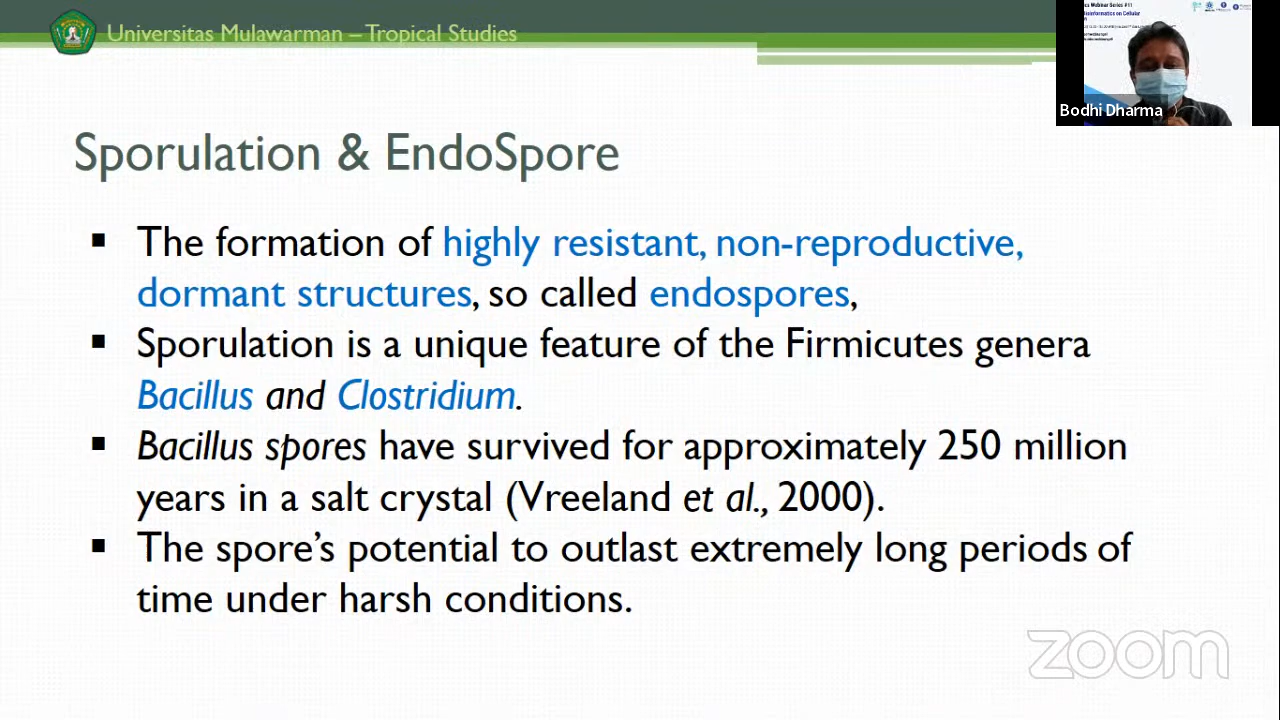 Universitas Mulawarman – Tropical Studies
Bodhi Dharma
Sporulation & EndoSpore
▪ The formation of highly resistant, non-reproductive,
dormant structures, so called endospores,
▪ Sporulation is a unique feature of the Firmicutes genera
Bacillus and Clostridium.
▪ Bacillus spores have survived for approximately 250 million
years in a salt crystal (Vreeland et al., 2000).
▪ The spore's potential to outlast extremely long periods of
time under harsh conditions.
zoom